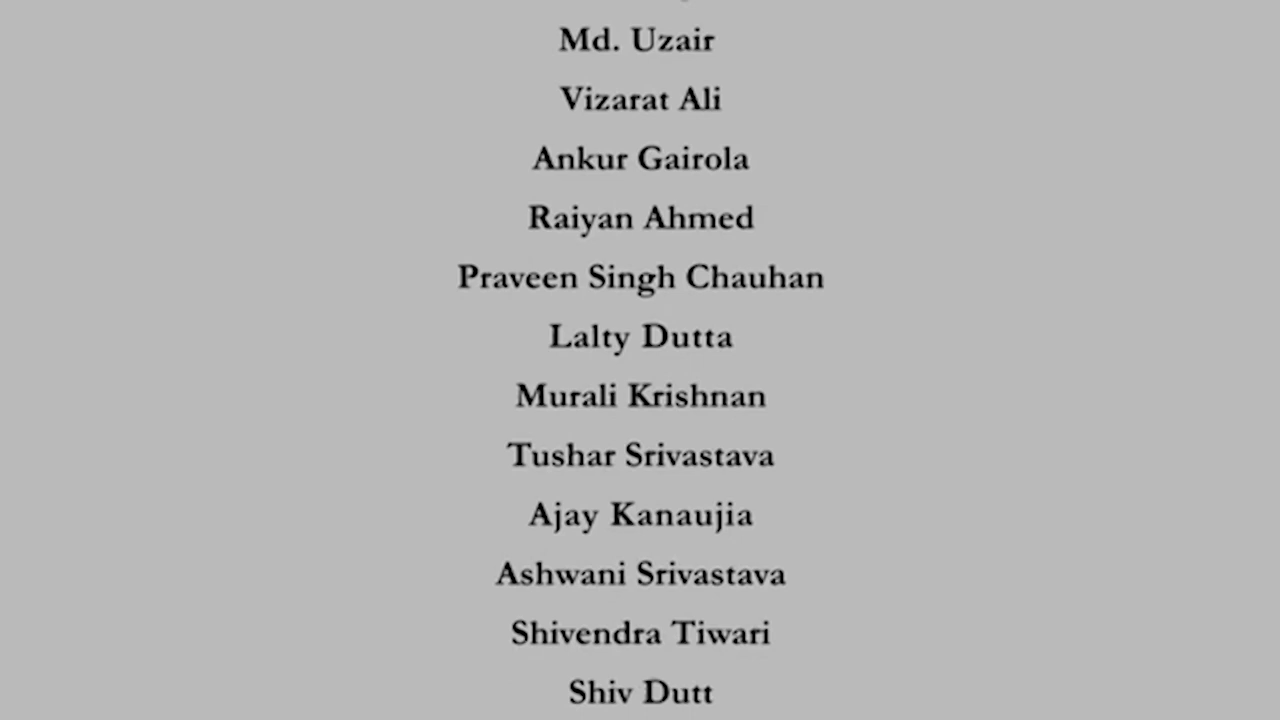 Md. Uzair
Vizarat Ali
Ankur Gairola
Raiyan Ahmed
Praveen Singh Chauhan
Lalty Dutta
Murali Krishnan
Tushar Srivastava
Ajay Kanaujia
Ashwani Srivastava
Shivendra Tiwari
Shiv Dutt